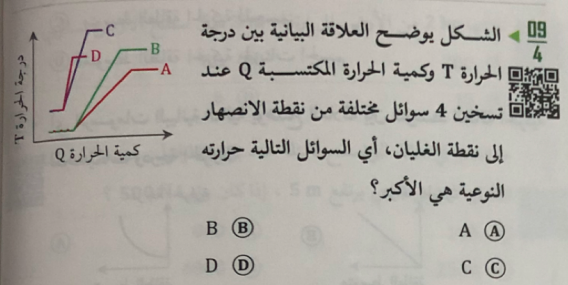 09
4
الشكل يوضح العلاقة البيانية بين درجة
الحرارة T وكمية الحرارة المكتسبة Q عند
تسخين 4 سوائل مختلفة من نقطة الانصهار
إلى نقطة الغليان، أي السوائل التالية حرارته
النوعية هي الأكبر؟
درجة الحرارة T
C
D
B
A
كمية الحرارة Q
A Ⓐ
B Ⓑ
C Ⓒ
D Ⓓ